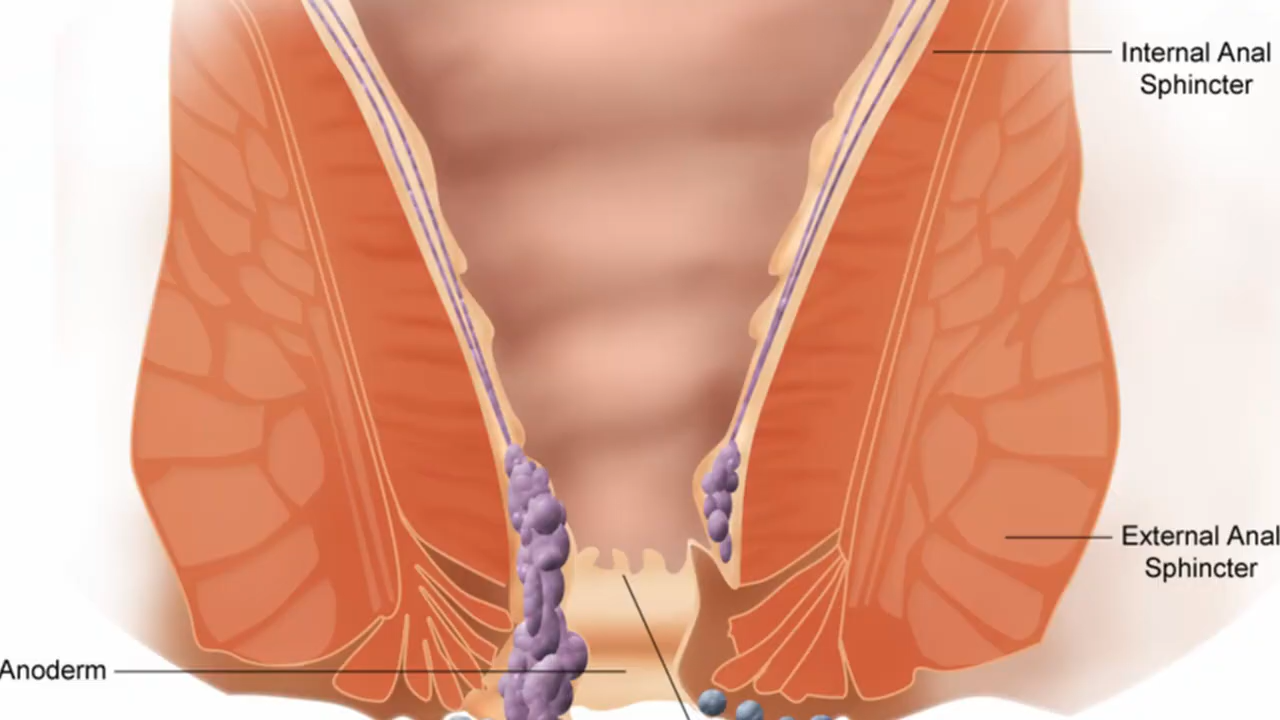 Internal Anal
Sphincter
External Anal
Sphincter
Anoderm